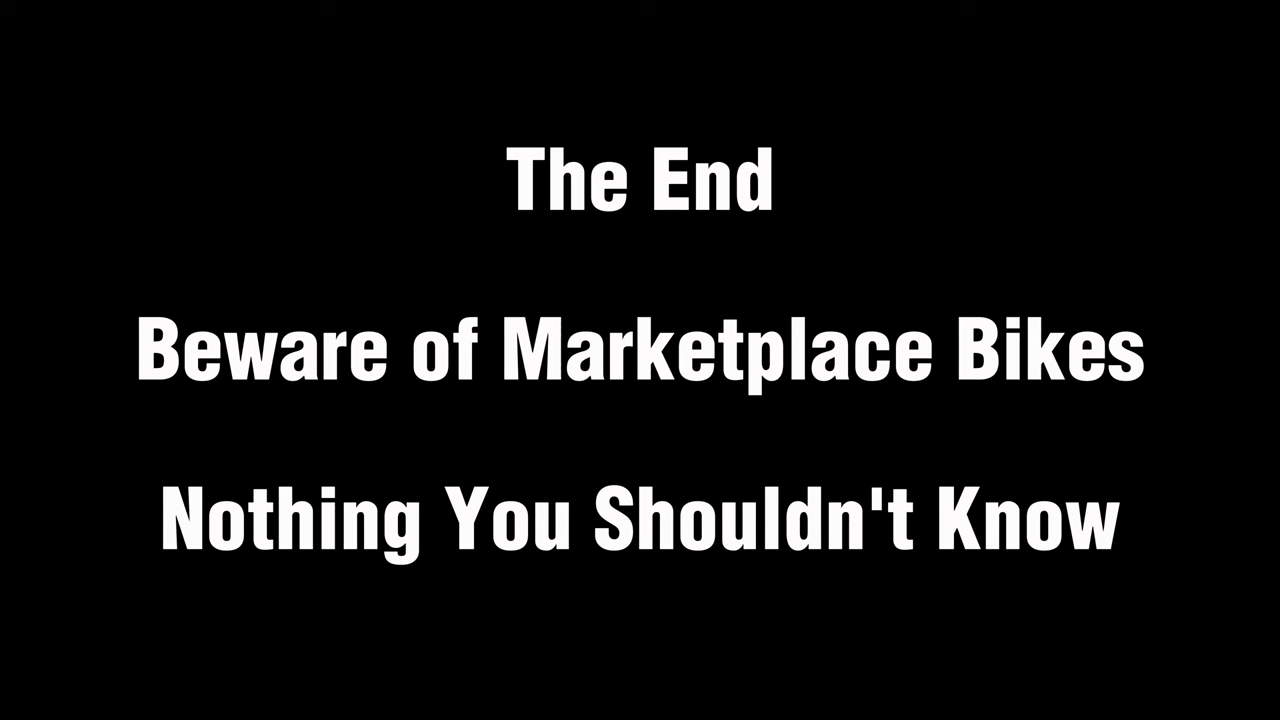 The End
Beware of Marketplace Bikes
Nothing You Shouldn't Know